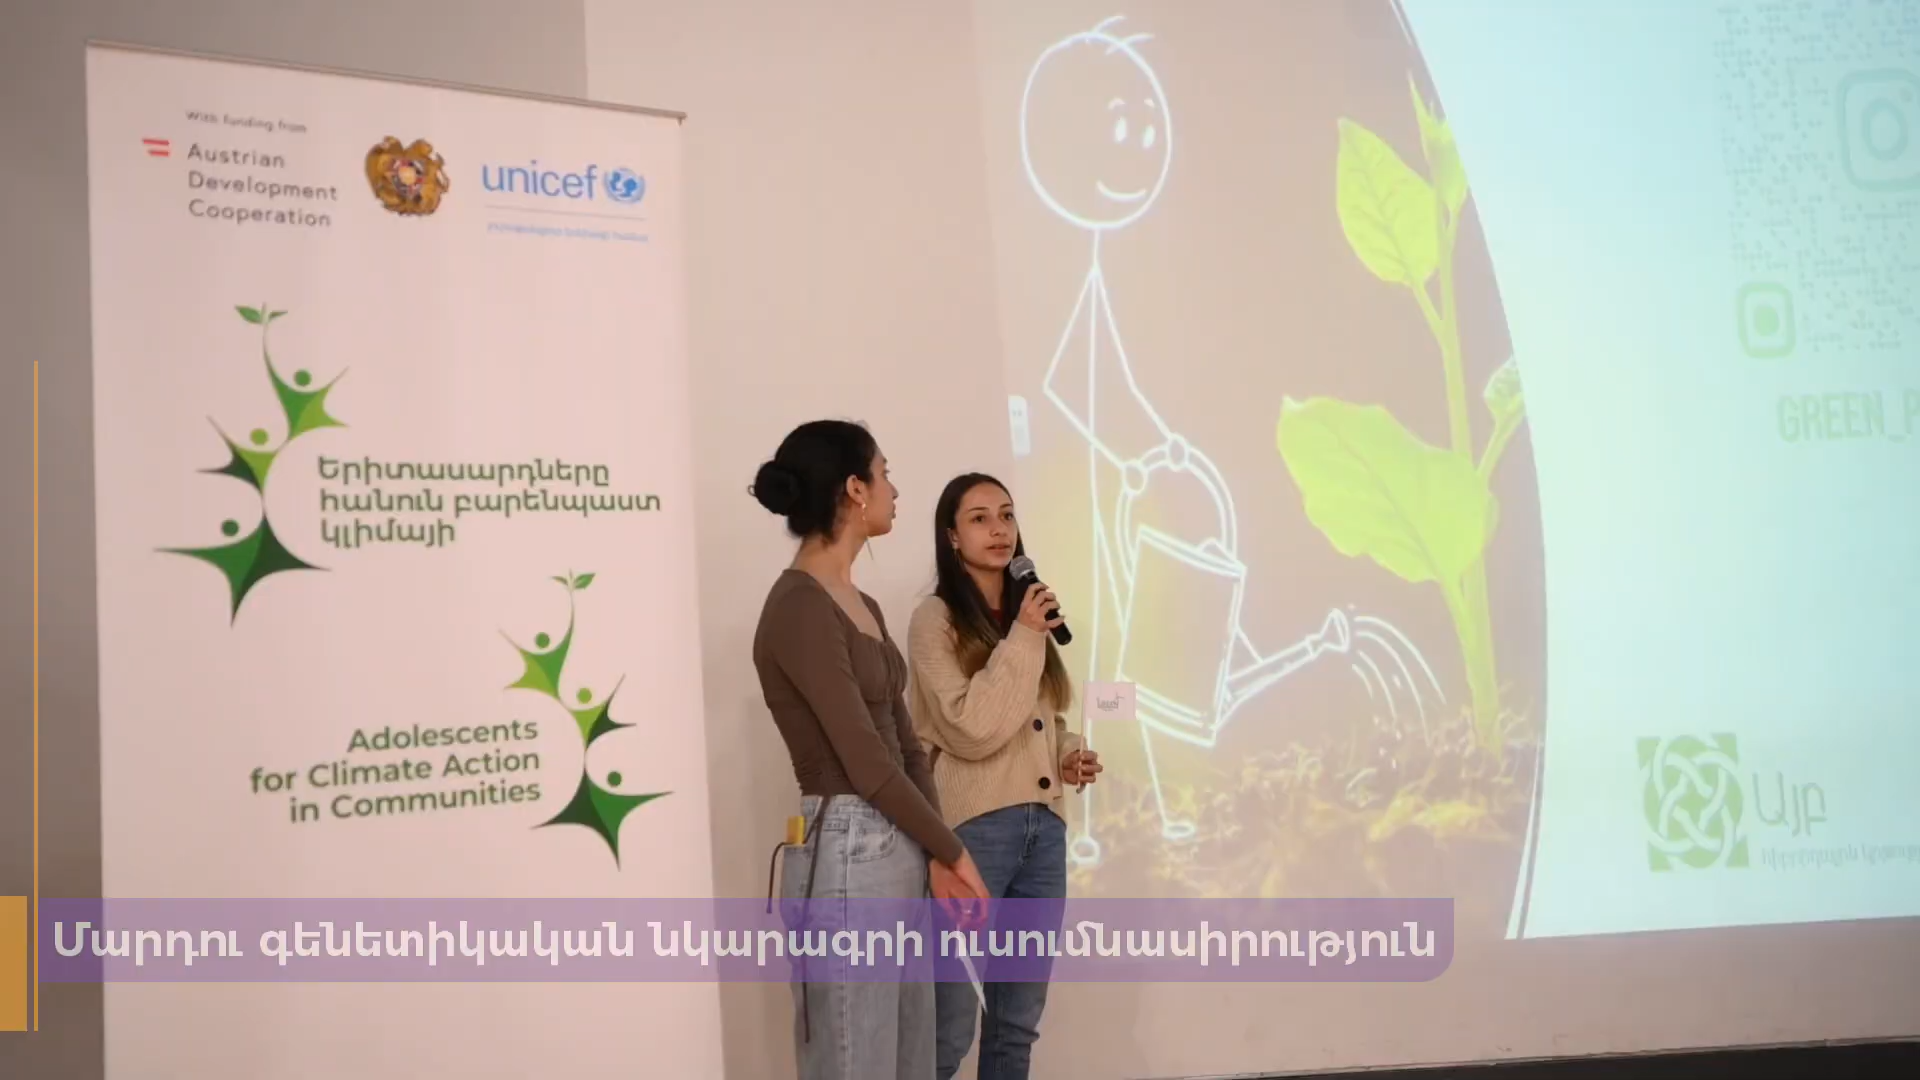 With funding from
Austrian
Development
Cooperation
unicef
Երիտասարդները
հանուն բարենպաստ
կլիմայի
Adolescents
for Climate Action
in Communities
GREEN_P
Այբ
Մարդու գենետիկական նկարագրի ուսումնասիրություն